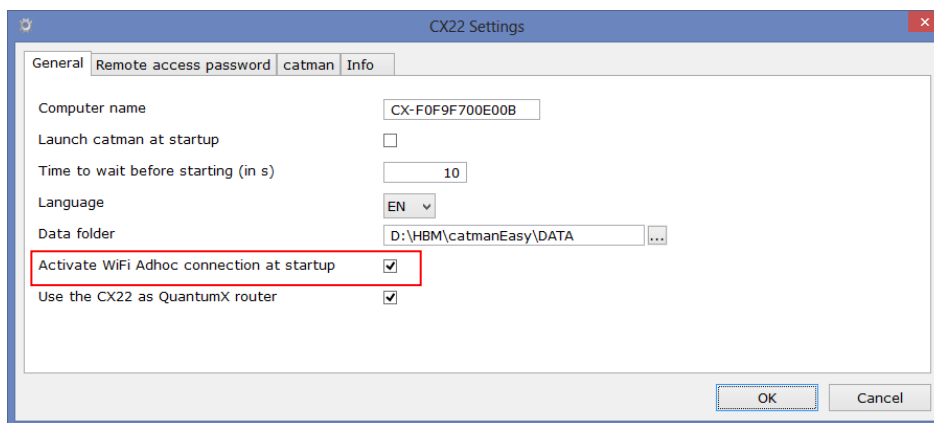 CX22 Settings
General Remote access password catman Info
Computer name CX-F0F9F700E00B
Launch catman at startup
Time to wait before starting (in s) 10
Language EN
Data folder D:\HBM\catmanEasy\DATA ...
Activate WiFi Adhoc connection at startup
Use the CX22 as QuantumX router
OK Cancel